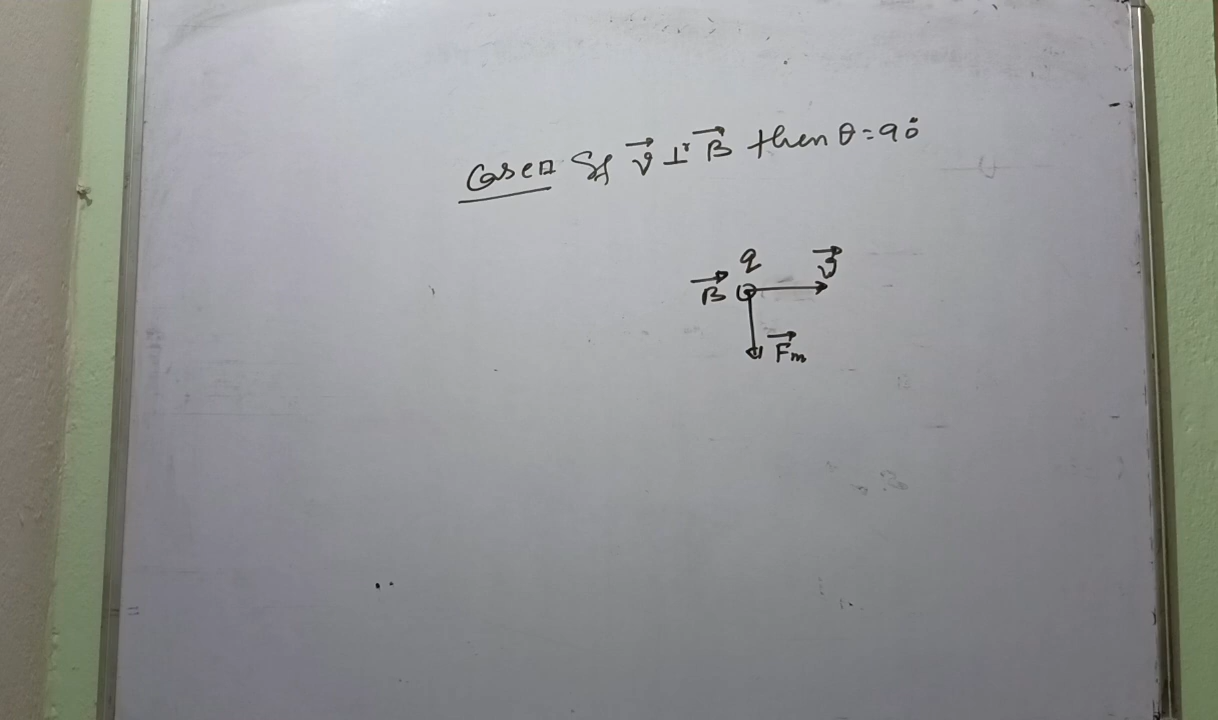 Case II If v⃗ ⊥r B⃗ then θ = 90°
q v⃗
B⃗
F⃗m